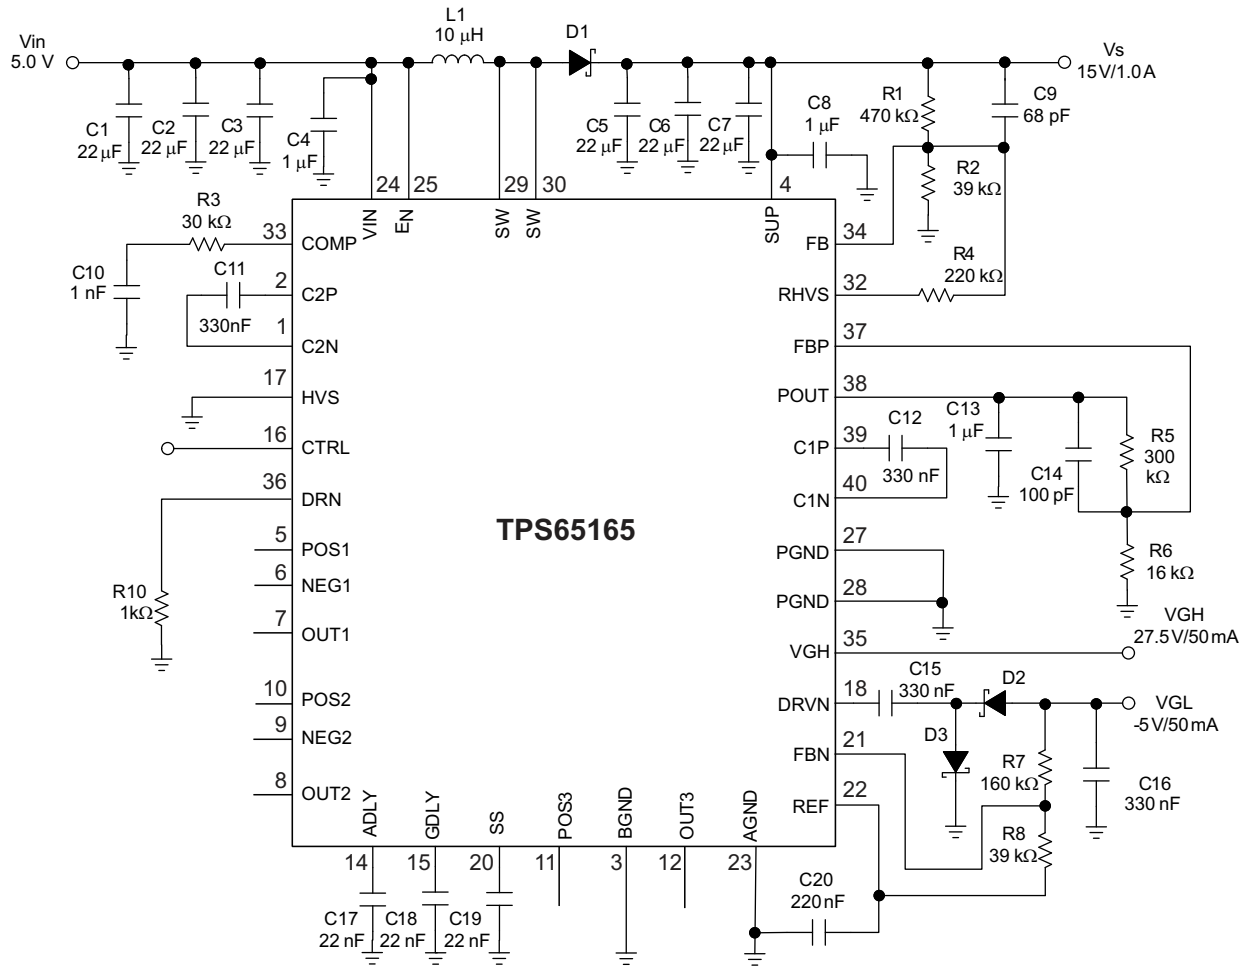 Vin
5.0 V
L1
10 µH
D1
Vs
15V/1.0A
C1
22 µF
C2
22 µF
C3
22 µF
C4
1 µF
C5
22 µF
C6
22 µF
C7
22 µF
C8
1 µF
R1
470 kΩ
C9
68 pF
R2
39 kΩ
24
25
29
30
4
VIN
EN
SW
SW
SUP
R3
30 kΩ
33
COMP
C10
1 nF
C11
330nF
2
C2P
1
C2N
17
HVS
16
CTRL
36
DRN
R10
1kΩ
5
POS1
6
NEG1
7
OUT1
10
POS2
9
NEG2
8
OUT2
TPS65165
34
FB
R4
220 kΩ
32
RHVS
37
FBP
38
POUT
C13
1 µF
C12
330 nF
39
C1P
40
C1N
C14
100 pF
R5
300
kΩ
27
PGND
28
PGND
R6
16 kΩ
35
VGH
VGH
27.5 V/50 mA
C15
330 nF
18
DRVN
D2
VGL
-5 V/50 mA
D3
21
FBN
R7
160 kΩ
C16
330 nF
22
REF
R8
39 kΩ
ADLY
GDLY
SS
POS3
BGND
OUT3
AGND
14
15
20
11
3
12
23
C17
22 nF
C18
22 nF
C19
22 nF
C20
220 nF